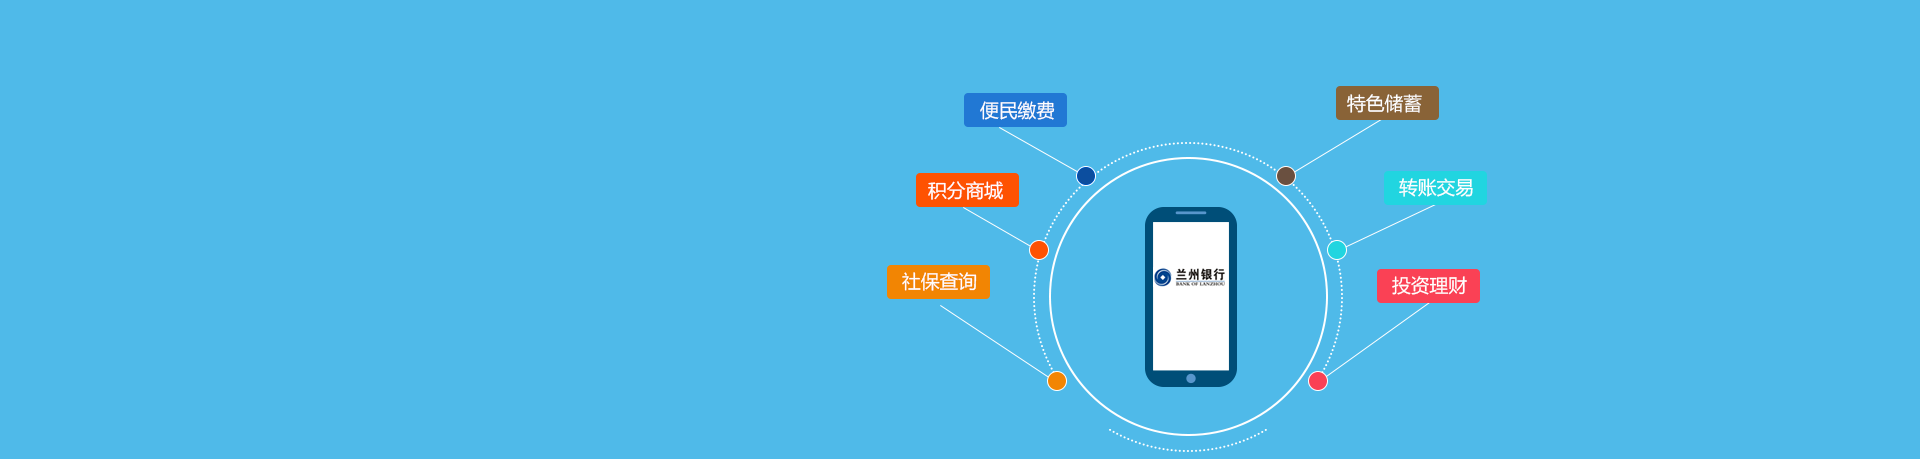 特色储蓄
便民缴费
转账交易
积分商城
社保查询
投资理财
兰州银行
BANK OF LANZHOU